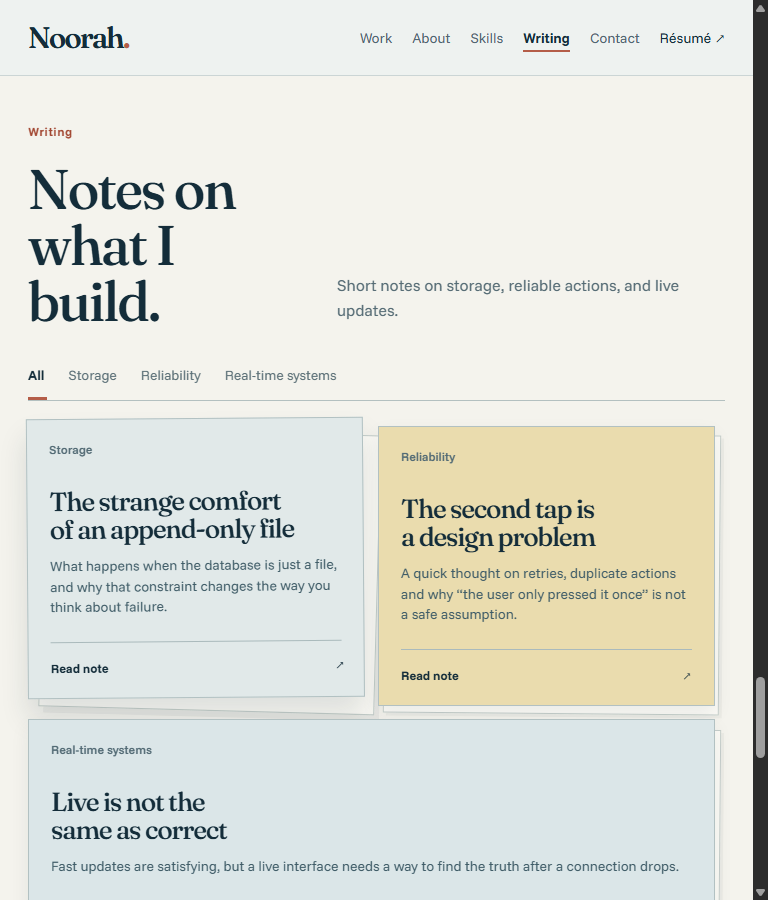 Noorah.
Work About Skills Writing Contact Résumé ↗
Writing
Notes on
what I
build.
Short notes on storage, reliable actions, and live
updates.
All Storage Reliability Real-time systems
Storage
The strange comfort
of an append-only file
What happens when the database is just a file,
and why that constraint changes the way you
think about failure.
Read note ↗
Reliability
The second tap is
a design problem
A quick thought on retries, duplicate actions
and why “the user only pressed it once” is not
a safe assumption.
Read note ↗
Real-time systems
Live is not the
same as correct
Fast updates are satisfying, but a live interface needs a way to find the truth after a connection drops.